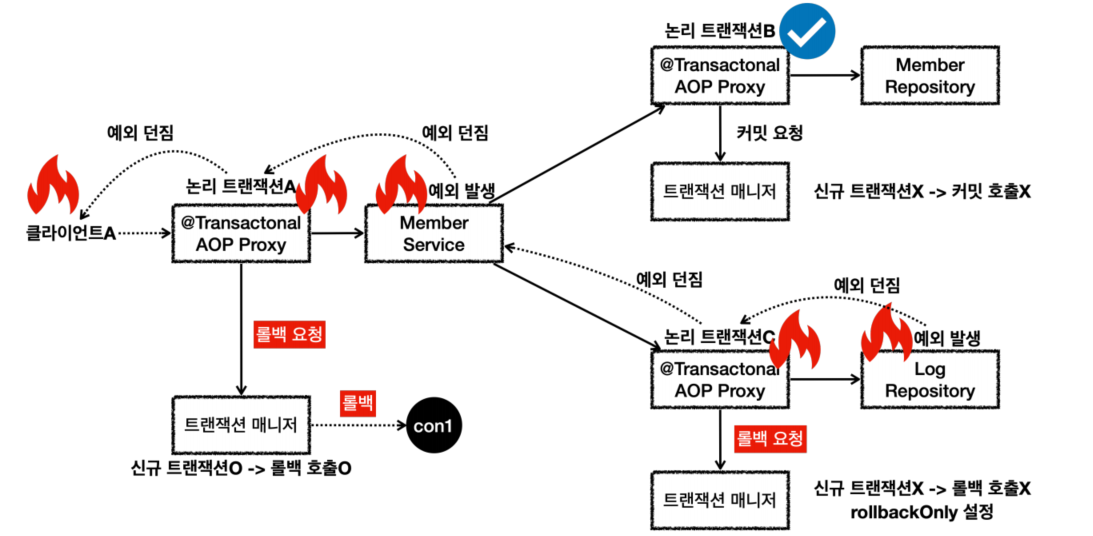 논리 트랜잭션B
@Transactonal
AOP Proxy
Member
Repository
커밋 요청
트랜잭션 매니저
신규 트랜잭션X -> 커밋 호출X
예외 던짐
예외 던짐
논리 트랜잭션A
예외 발생
클라이언트A
@Transactonal
AOP Proxy
Member
Service
예외 던짐
예외 던짐
논리 트랜잭션C
예외 발생
@Transactonal
AOP Proxy
Log
Repository
롤백 요청
롤백 요청
트랜잭션 매니저
롤백
con1
신규 트랜잭션O -> 롤백 호출O
트랜잭션 매니저
신규 트랜잭션X -> 롤백 호출X
rollbackOnly 설정